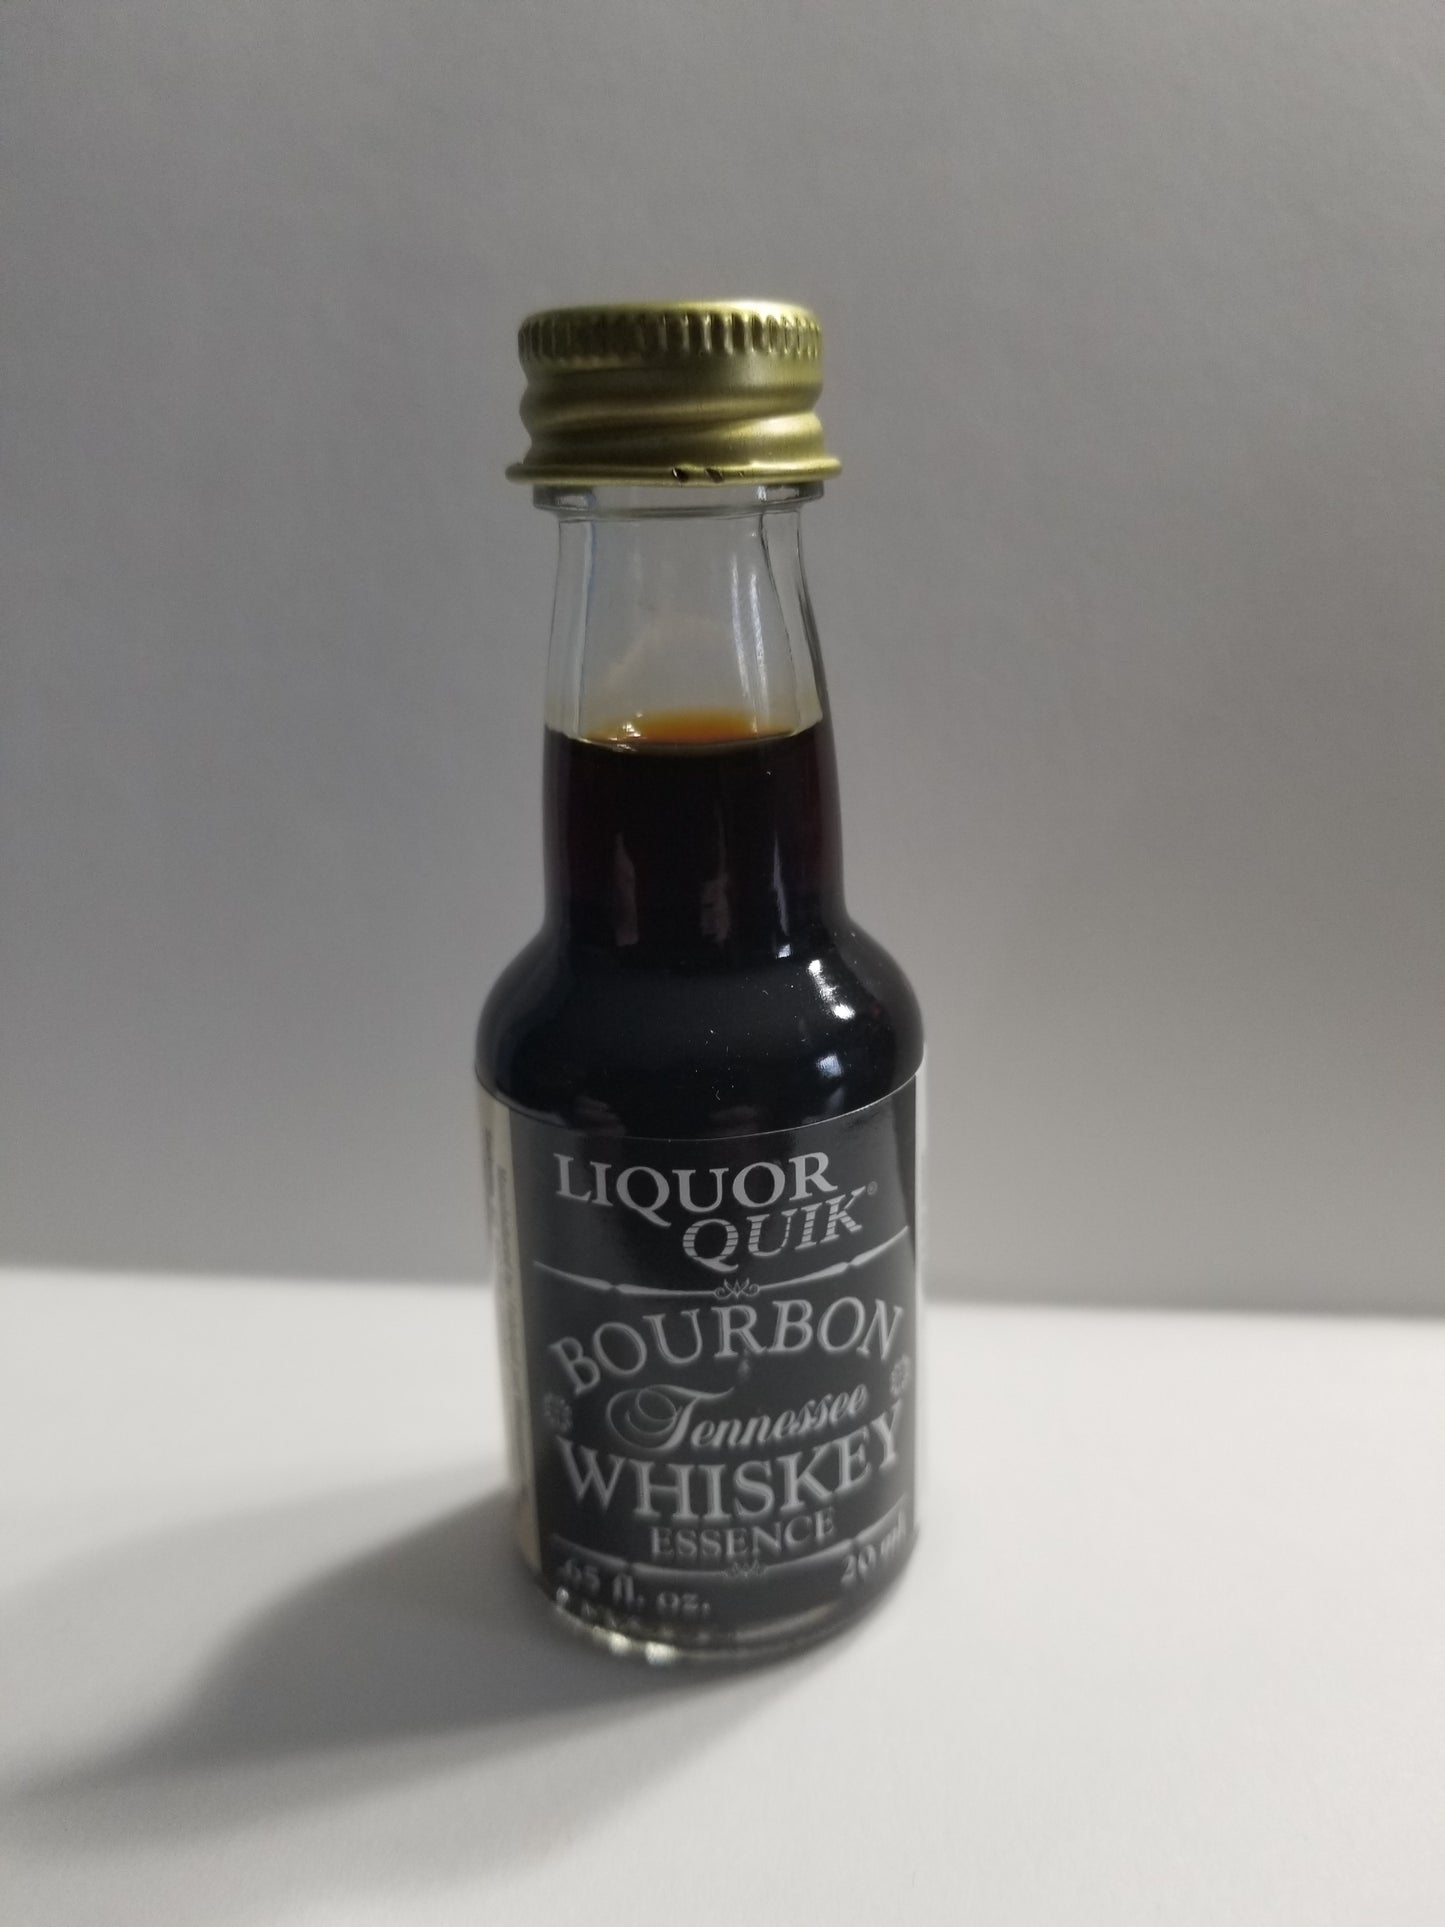 LIQUOR
QUIK®
BOURBON
Tennessee
WHISKEY
ESSENCE
.65 fl. oz. 20 ml